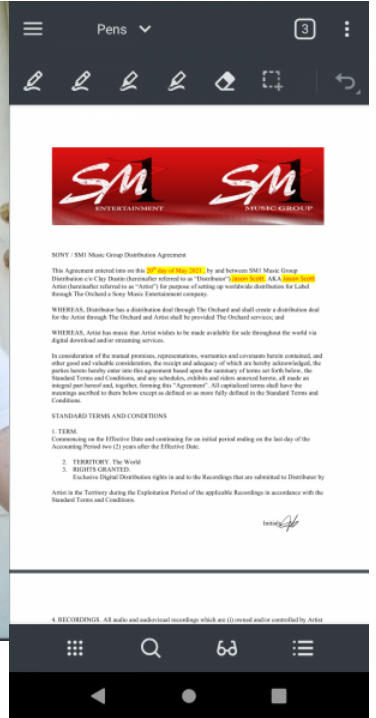 Pens
3
SM1
ENTERTAINMENT
SM1
MUSIC GROUP
SONY / SM1 Music Group Distribution Agreement
This Agreement entered into on this 20th day of May 2021 , by and between SM1 Music Group
Distribution c/o Clay Dustin (hereinafter referred to as "Distributor") Jason Scott, AKA Jason Scott
Artist (hereinafter referred to as "Artist") for purpose of setting up worldwide distribution for Label
through The Orchard a Sony Music Entertainment company.
WHEREAS, Distributor has a distribution deal through The Orchard and shall create a distribution deal
for the Artist through The Orchard and Artist shall be provided The Orchard services; and
WHEREAS, Artist has music that Artist wishes to be made available for sale throughout the world via
digital download and/or streaming services.
In consideration of the mutual promises, representations, warranties and covenants herein contained, and
other good and valuable consideration, the receipt and adequacy of which are hereby acknowledged, the
parties hereto hereby enter into this agreement based upon the summary of terms set forth below, the
Standard Terms and Conditions, and any schedules, exhibits and riders annexed hereto, all made an
integral part hereof and, together, forming this "Agreement". All capitalized terms shall have the
meanings ascribed to them below except as defined or as more fully defined in the Standard Terms and
Conditions.
STANDARD TERMS AND CONDITIONS
1. TERM.
Commencing on the Effective Date and continuing for an initial period ending on the last day of the
Accounting Period two (2) years after the Effective Date.
2. TERRITORY. The World
3. RIGHTS GRANTED.
Exclusive Digital Distribution rights in and to the Recordings that are submitted to Distributor by
Artist in the Territory during the Exploitation Period of the applicable Recordings in accordance with the
Standard Terms and Conditions.
Initials
4. RECORDINGS. All audio and audiovisual recordings which are (i) owned and/or controlled by Artist